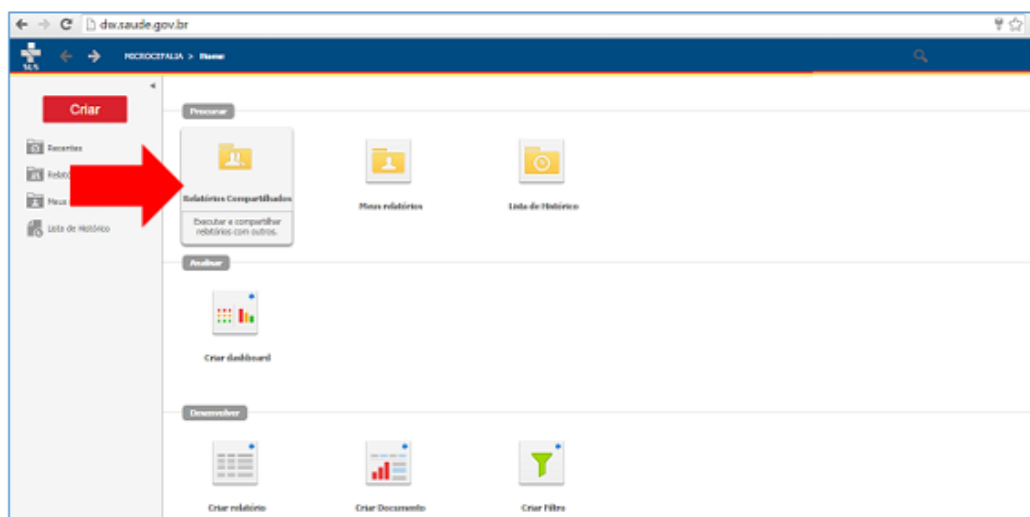 dw.saude.gov.br
SUS
MICROCEFALIA > Home
Criar
Procurar
Recentes
Meus
Lista de Histórico
Relatórios Compartilhados
Executar e compartilhar
relatórios com outros.
Meus relatórios
Lista de Histórico
Analisar
Criar dashboard
Desenvolver
Criar relatório
Criar Documento
Criar Filtro